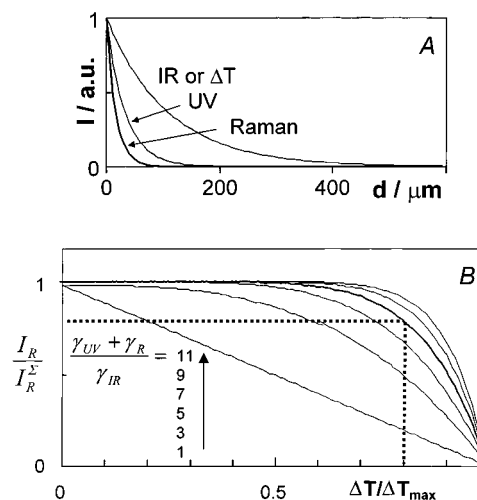 A
1
I / a.u.
IR or ΔT
UV
Raman
0
0
200
400
d / μm
B
1
I_R / I_R^Σ
(γ_UV + γ_R) / γ_IR =
11
9
7
5
3
1
0
0
0.5
ΔT/ΔT_max